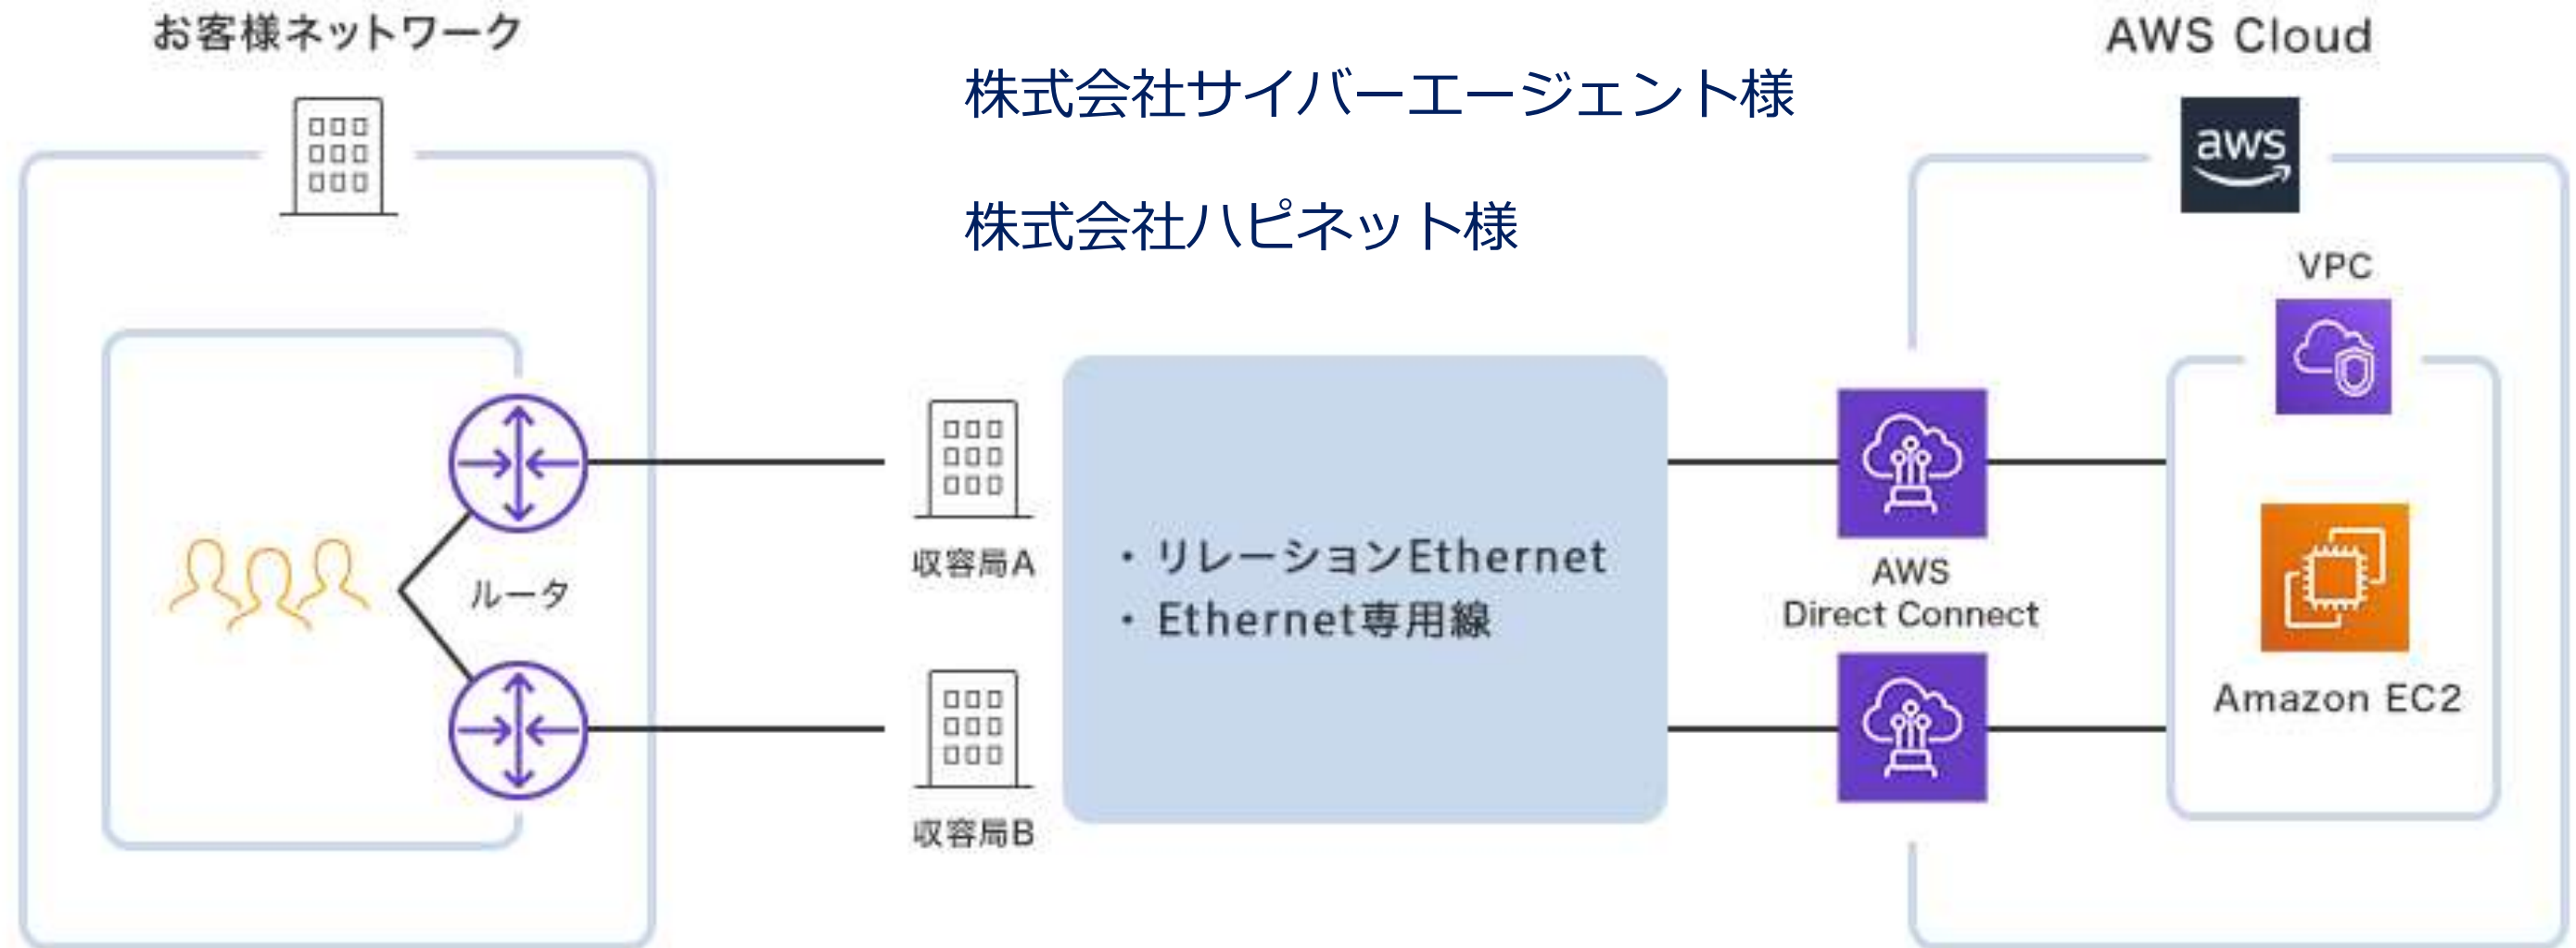 お客様ネットワーク
株式会社サイバーエージェント様
株式会社ハピネット様
AWS Cloud
aws
VPC
ルータ
収容局A
収容局B
・リレーションEthernet
・Ethernet専用線
AWS
Direct Connect
Amazon EC2